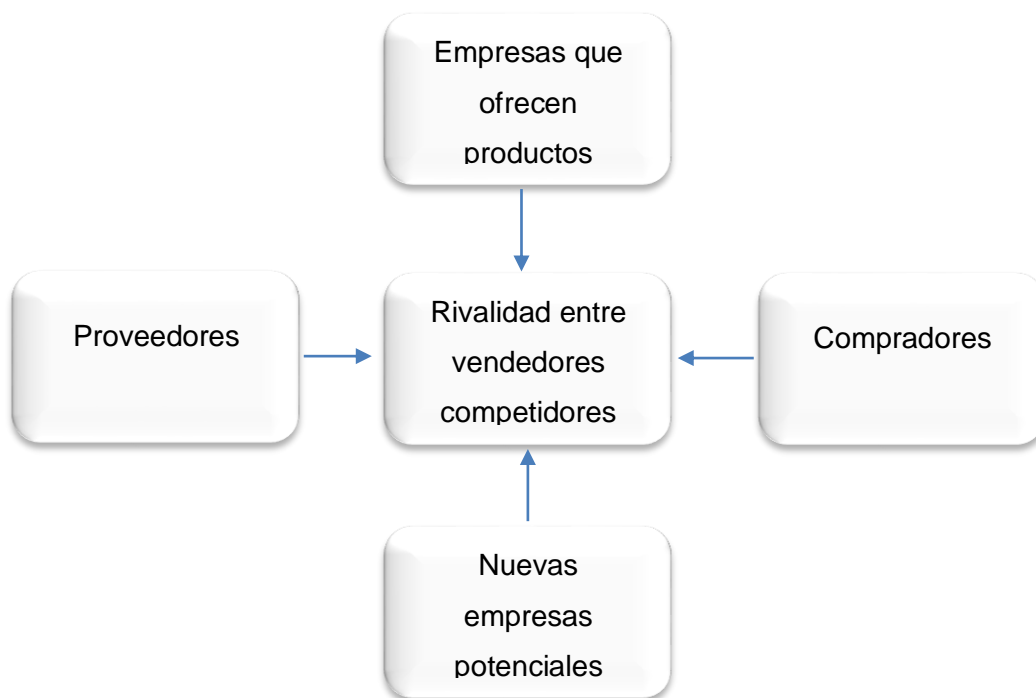 Empresas que
ofrecen
productos
Proveedores
Rivalidad entre
vendedores
competidores
Compradores
Nuevas
empresas
potenciales